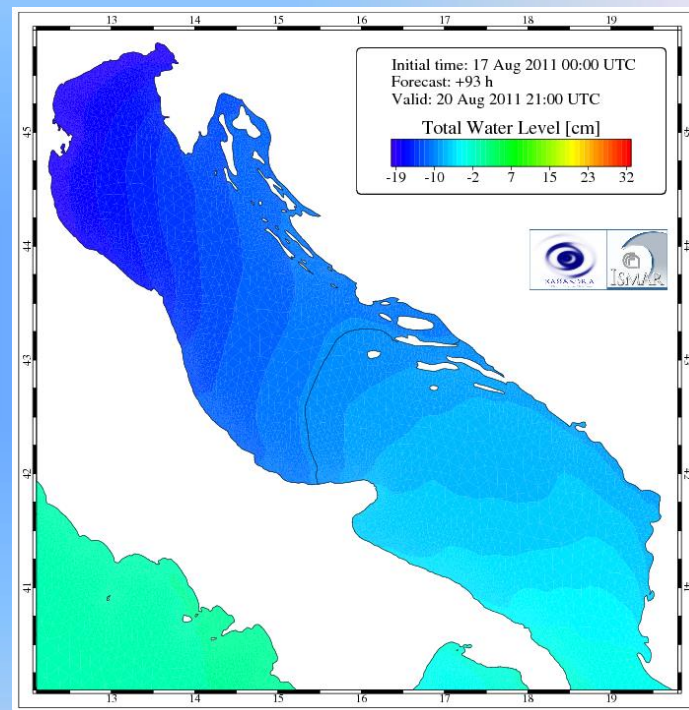 13 14 15 16 17 18 19
Initial time: 17 Aug 2011 00:00 UTC
Forecast: +93 h
Valid: 20 Aug 2011 21:00 UTC
Total Water Level [cm]
-19 -10 -2 7 15 23 32
45
44
ISMAR
43
42
41
13 14 15 16 17 18 19